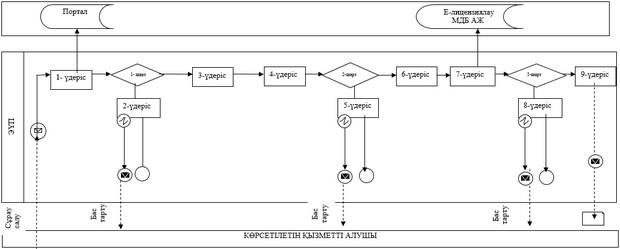 Портал
Е-лицензиялау
МДБ АЖ
ЭҮП
1- үдеріс
1- шарт
3-үдеріс
4-үдеріс
2-шарт
6-үдеріс
7-үдеріс
3-шарт
9-үдеріс
2-үдеріс
5-үдеріс
8-үдеріс
Сұрау
салу
Бас
тарту
Бас
тарту
Бас
тарту
КӨРСЕТІЛЕТІН ҚЫЗМЕТТІ АЛУШЫ